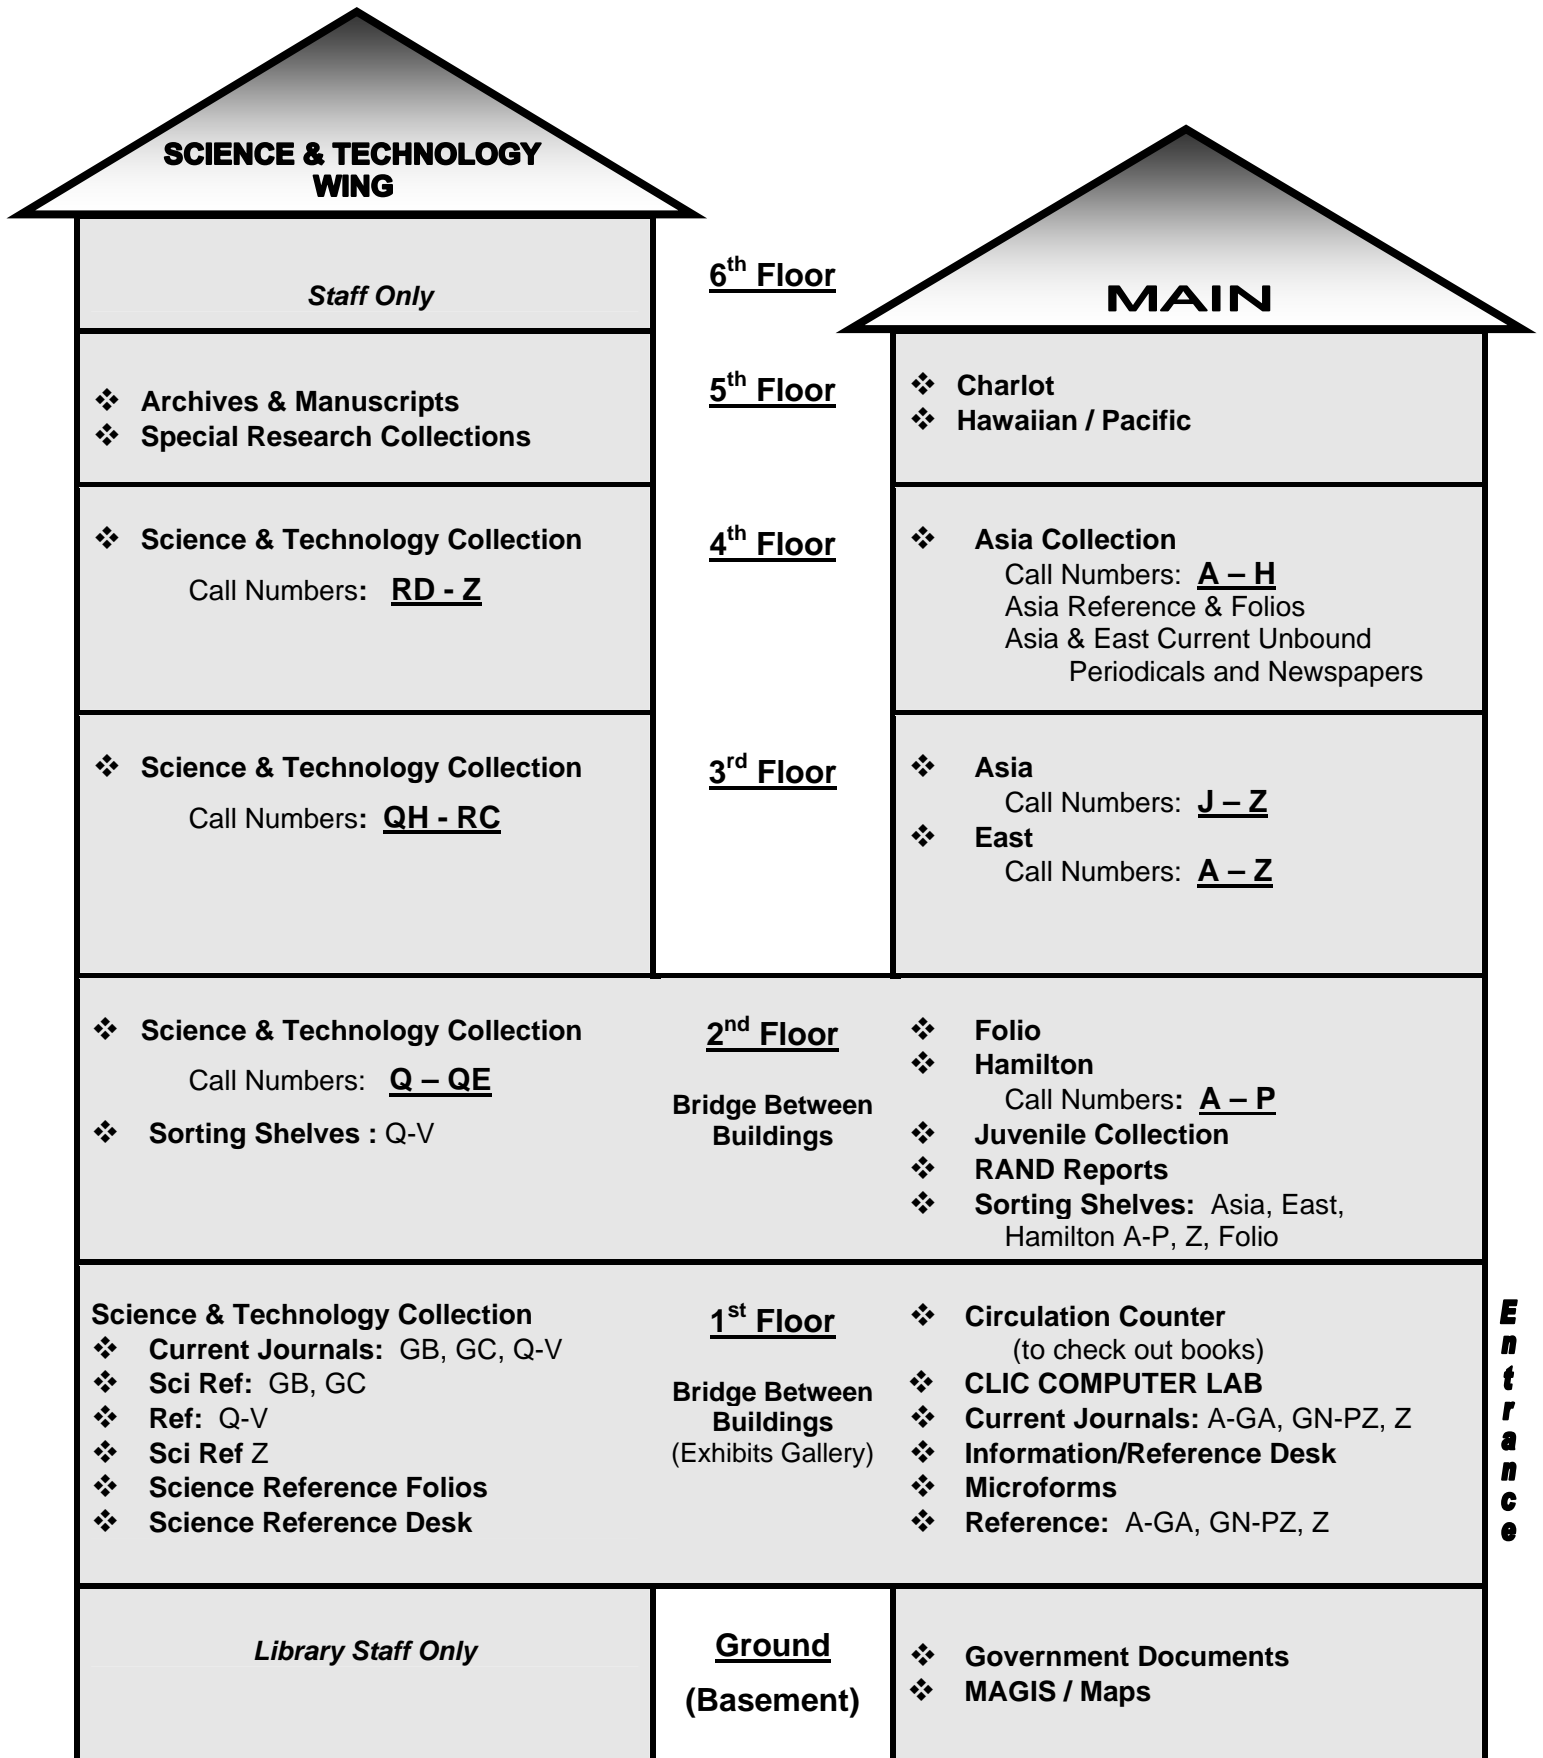 SCIENCE & TECHNOLOGY
WING
Staff Only
6th Floor
MAIN
❖ Archives & Manuscripts
❖ Special Research Collections
5th Floor
❖ Charlot
❖ Hawaiian / Pacific
❖ Science & Technology Collection
Call Numbers: RD - Z
4th Floor
❖ Asia Collection
Call Numbers: A – H
Asia Reference & Folios
Asia & East Current Unbound
Periodicals and Newspapers
❖ Science & Technology Collection
Call Numbers: QH - RC
3rd Floor
❖ Asia
Call Numbers: J – Z
❖ East
Call Numbers: A – Z
❖ Science & Technology Collection
Call Numbers: Q – QE
❖ Sorting Shelves : Q-V
2nd Floor
Bridge Between
Buildings
❖ Folio
❖ Hamilton
Call Numbers: A – P
❖ Juvenile Collection
❖ RAND Reports
❖ Sorting Shelves: Asia, East,
Hamilton A-P, Z, Folio
Science & Technology Collection
❖ Current Journals: GB, GC, Q-V
❖ Sci Ref: GB, GC
❖ Ref: Q-V
❖ Sci Ref Z
❖ Science Reference Folios
❖ Science Reference Desk
1st Floor
Bridge Between
Buildings
(Exhibits Gallery)
❖ Circulation Counter
(to check out books)
❖ CLIC COMPUTER LAB
❖ Current Journals: A-GA, GN-PZ, Z
❖ Information/Reference Desk
❖ Microforms
❖ Reference: A-GA, GN-PZ, Z
Entrance
Library Staff Only
Ground
(Basement)
❖ Government Documents
❖ MAGIS / Maps